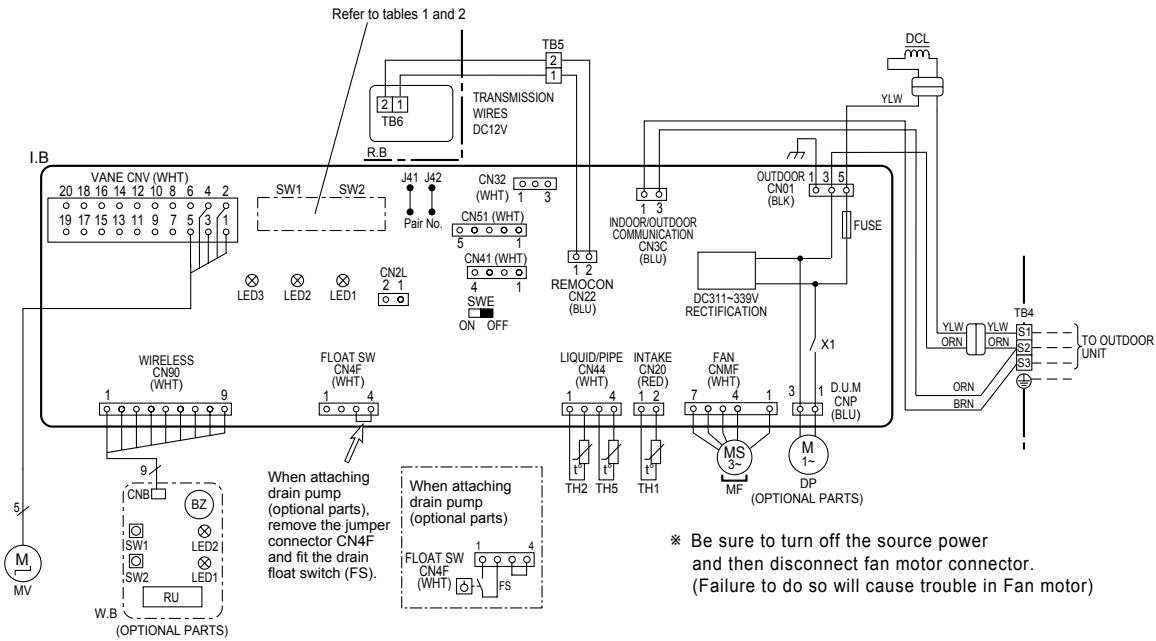 Refer to tables 1 and 2
TB5
2
1
DCL
YLW
2 1
TB6
TRANSMISSION
WIRES
DC12V
R.B
I.B
VANE CNV (WHT)
20 18 16 14 12 10 8 6 4 2
19 17 15 13 11 9 7 5 3 1
SW1 SW2
J41 J42
Pair No.
CN32
(WHT)
1 3
CN51 (WHT)
5 1
CN41 (WHT)
4 1
SWE
ON OFF
LED3 LED2 LED1
CN2L
2 1
1 2
REMOCON
CN22
(BLU)
1 3
INDOOR/OUTDOOR
COMMUNICATION
CN3C
(BLU)
OUTDOOR
CN01
(BLK)
1 3 5
FUSE
DC311~339V
RECTIFICATION
X1
TB4
YLW YLW S1
ORN ORN S2
S3
TO OUTDOOR
UNIT
ORN
BRN
WIRELESS
CN90
(WHT)
1 9
FLOAT SW
CN4F
(WHT)
1 4
LIQUID/PIPE
CN44
(WHT)
1 4
INTAKE
CN20
(RED)
1 2
FAN
CNMF
(WHT)
7 4 1
3 1
D.U.M
CNP
(BLU)
t° t° t°
TH2 TH5 TH1
MS
3~
MF
M
1~
DP
(OPTIONAL PARTS)
5
M
MV
9
CNB
BZ
SW1
LED2
SW2
LED1
RU
W.B
(OPTIONAL PARTS)
When attaching
drain pump
(optional parts),
remove the jumper
connector CN4F
and fit the drain
float switch (FS).
When attaching
drain pump
(optional parts)
FLOAT SW
CN4F
(WHT)
1 4
FS
※ Be sure to turn off the source power
and then disconnect fan motor connector.
(Failure to do so will cause trouble in Fan motor)